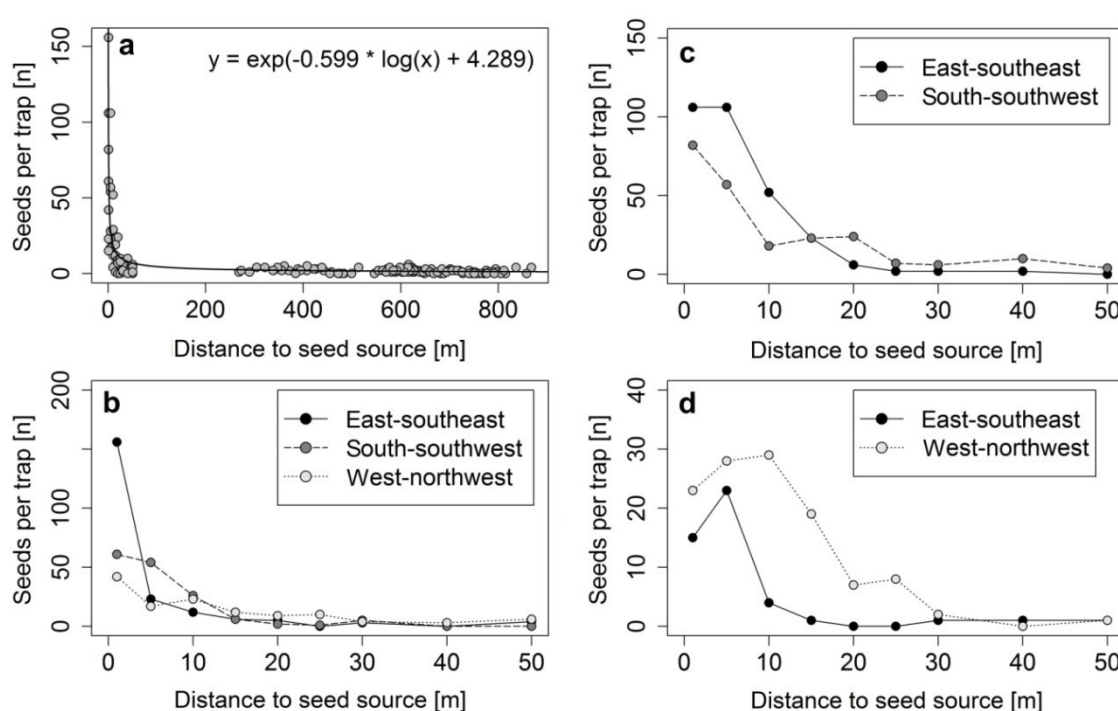 a
y = exp(-0.599 * log(x) + 4.289)
Seeds per trap [n]
150
100
50
0
0 200 400 600 800
Distance to seed source [m]
c
East-southeast
South-southwest
Seeds per trap [n]
150
100
50
0
0 10 20 30 40 50
Distance to seed source [m]
b
East-southeast
South-southwest
West-northwest
Seeds per trap [n]
200
100
50
0
0 10 20 30 40 50
Distance to seed source [m]
d
East-southeast
West-northwest
Seeds per trap [n]
40
30
20
10
0
0 10 20 30 40 50
Distance to seed source [m]